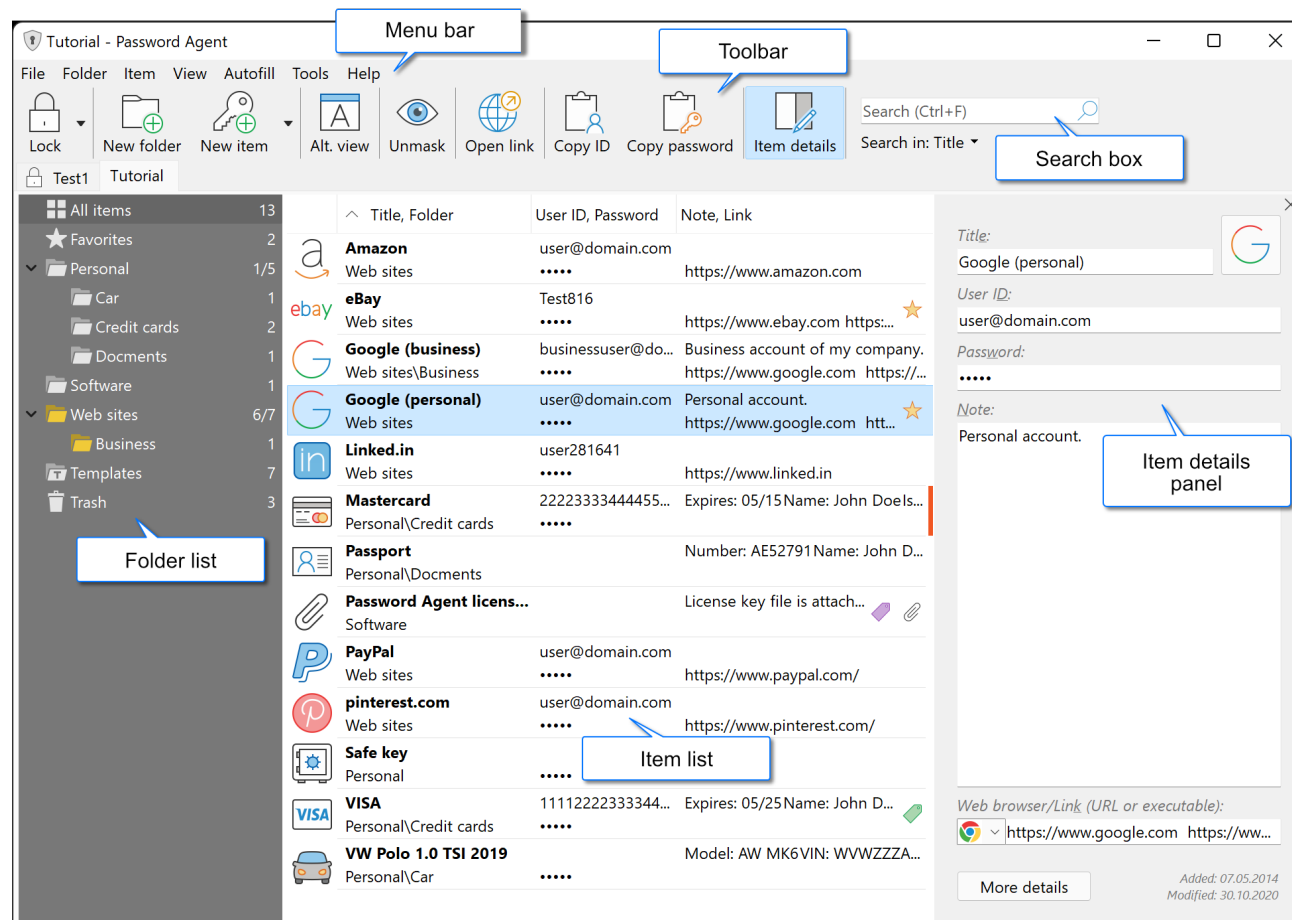 Tutorial - Password Agent
Menu bar
Toolbar
File Folder Item View Autofill Tools Help
Lock
New folder
New item
Alt. view
Unmask
Open link
Copy ID
Copy password
Item details
Search (Ctrl+F)
Search in: Title
Search box
Test1
Tutorial
All items 13
Favorites 2
Personal 1/5
Car 1
Credit cards 2
Docments 1
Software 1
Web sites 6/7
Business 1
Templates 7
Trash 3
Folder list
Title, Folder User ID, Password Note, Link
Amazon user@domain.com
Web sites ••••• https://www.amazon.com
ebay
eBay Test816
Web sites ••••• https://www.ebay.com https:...
Google (business) businessuser@do... Business account of my company.
Web sites\Business ••••• https://www.google.com https://...
Google (personal) user@domain.com Personal account.
Web sites ••••• https://www.google.com htt...
in
Linked.in user281641
Web sites ••••• https://www.linked.in
Mastercard 22223333444455... Expires: 05/15Name: John DoeIs...
Personal\Credit cards •••••
Passport Number: AE52791Name: John D...
Personal\Docments
Password Agent licens... License key file is attach...
Software
PayPal user@domain.com
Web sites ••••• https://www.paypal.com/
pinterest.com user@domain.com
Web sites ••••• https://www.pinterest.com/
Safe key
Personal •••••
Item list
VISA
VISA 11112222333344... Expires: 05/25Name: John D...
Personal\Credit cards •••••
VW Polo 1.0 TSI 2019 Model: AW MK6VIN: WVWZZZA...
Personal\Car •••••
Title:
Google (personal)
User ID:
user@domain.com
Password:
•••••
Note:
Personal account.
Item details
panel
Web browser/Link (URL or executable):
https://www.google.com https://ww...
More details
Added: 07.05.2014
Modified: 30.10.2020